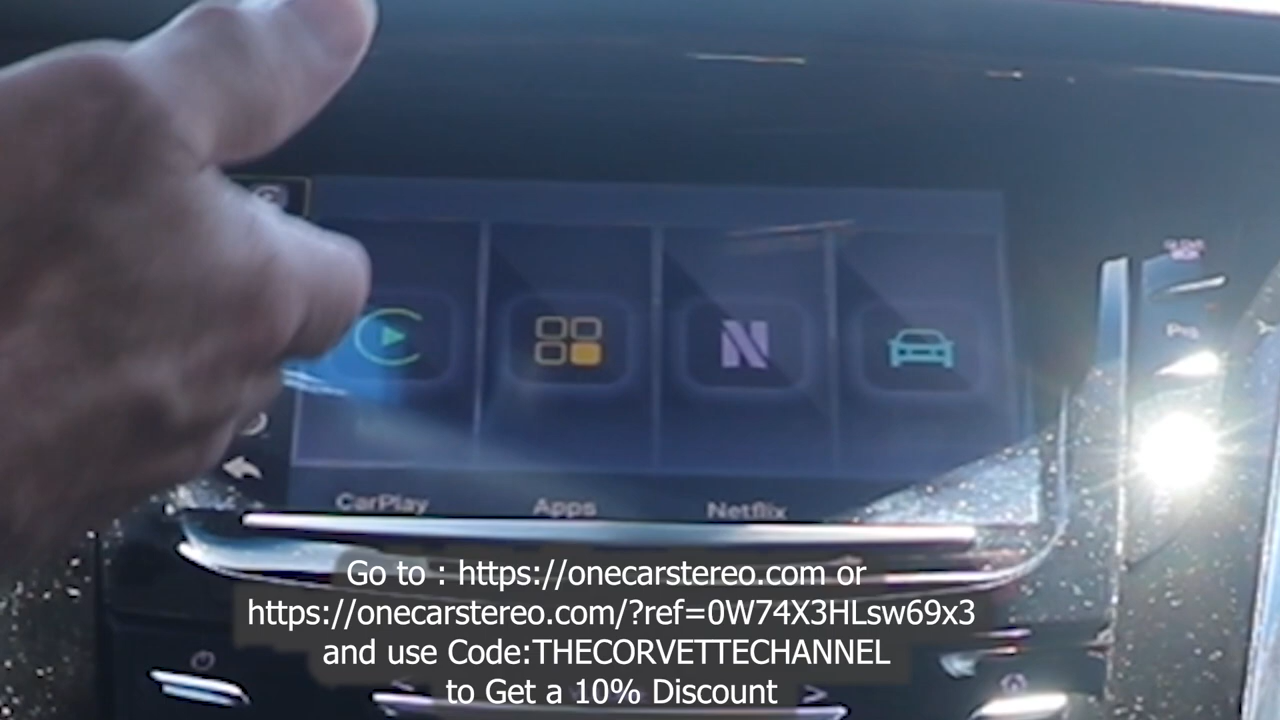 CarPlay Apps Netflix
Go to : https://onecarstereo.com or
https://onecarstereo.com/?ref=0W74X3HLsw69x3
and use Code:THECORVETTECHANNEL
to Get a 10% Discount